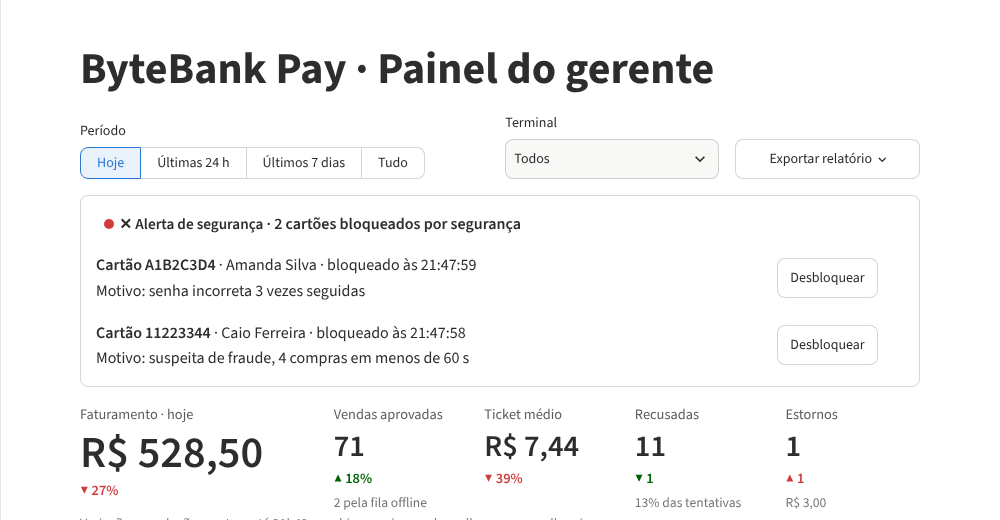 ByteBank Pay · Painel do gerente
Período
Terminal
Hoje Últimas 24 h Últimos 7 dias Tudo
Todos
Exportar relatório
✕ Alerta de segurança · 2 cartões bloqueados por segurança
Cartão A1B2C3D4 · Amanda Silva · bloqueado às 21:47:59
Motivo: senha incorreta 3 vezes seguidas
Desbloquear
Cartão 11223344 · Caio Ferreira · bloqueado às 21:47:58
Motivo: suspeita de fraude, 4 compras em menos de 60 s
Desbloquear
Faturamento · hoje
R$ 528,50
▼ 27%
Vendas aprovadas
71
▲ 18%
2 pela fila offline
Ticket médio
R$ 7,44
▼ 39%
Recusadas
11
▼ 1
13% das tentativas
Estornos
1
▲ 1
R$ 3,00